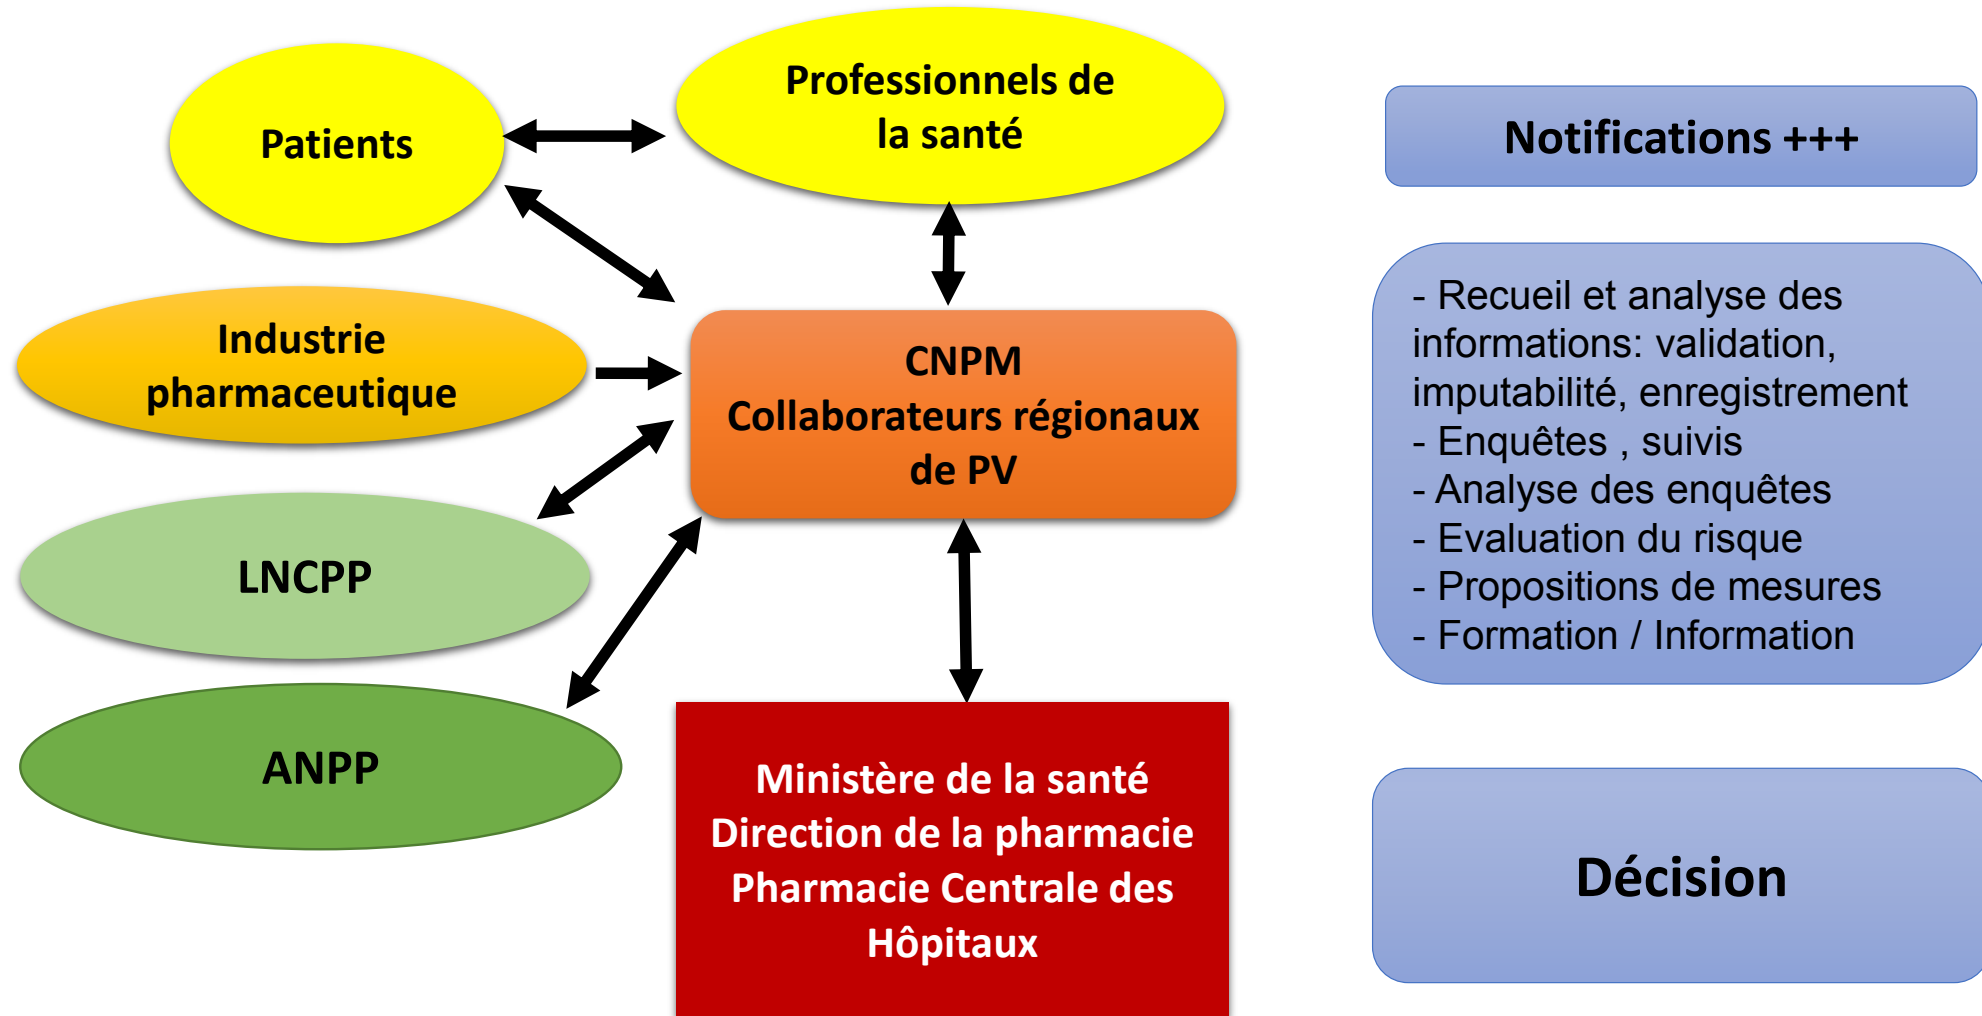 Patients
Professionnels de
la santé
Notifications +++
Industrie
pharmaceutique
CNPM
Collaborateurs régionaux
de PV
- Recueil et analyse des
informations: validation,
imputabilité, enregistrement
- Enquêtes , suivis
- Analyse des enquêtes
- Evaluation du risque
- Propositions de mesures
- Formation / Information
LNCPP
ANPP
Ministère de la santé
Direction de la pharmacie
Pharmacie Centrale des
Hôpitaux
Décision